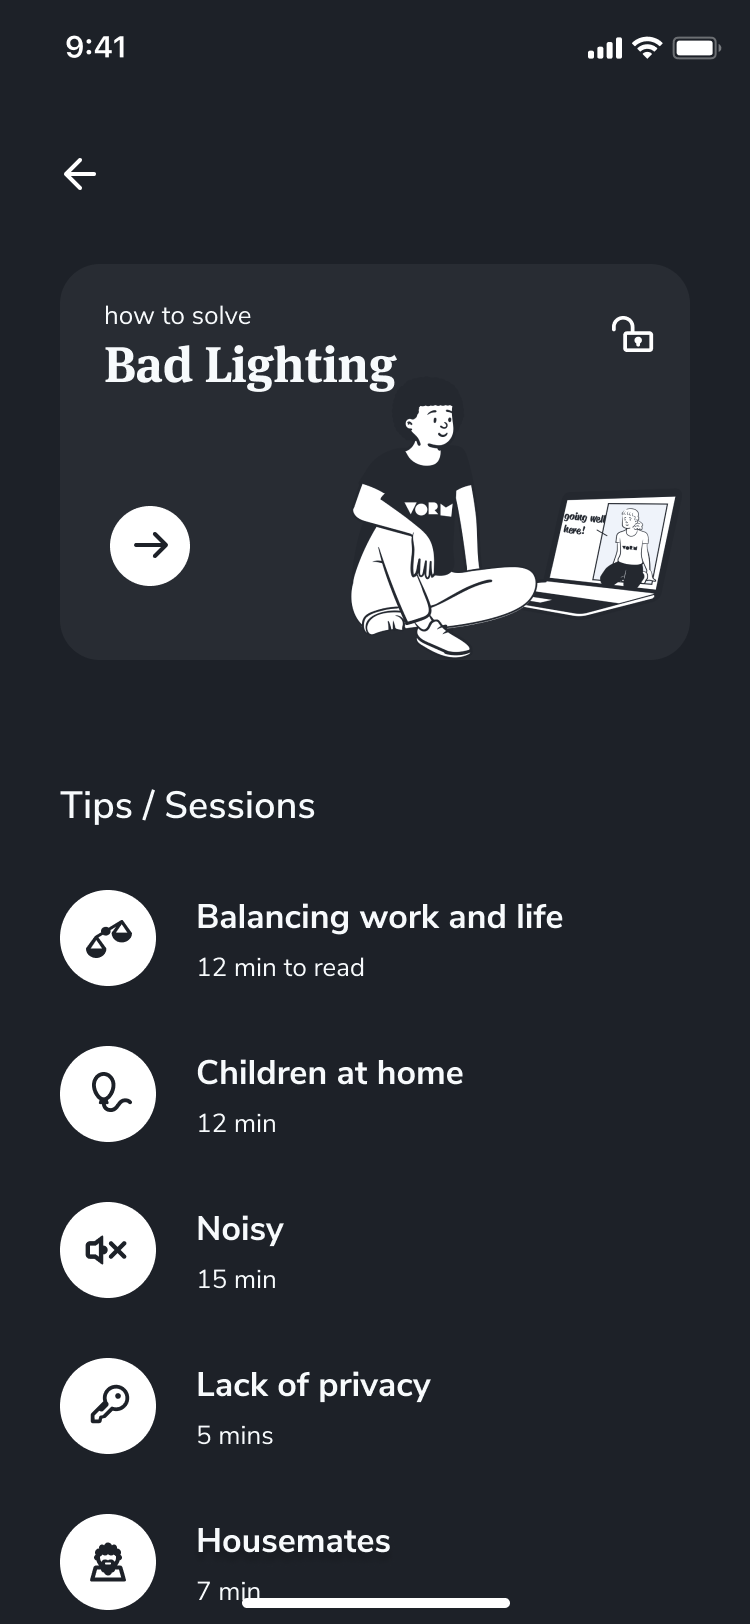 9:41
how to solve
Bad Lighting
VORM
going well
here!
VORM
Tips / Sessions
Balancing work and life
12 min to read
Children at home
12 min
Noisy
15 min
Lack of privacy
5 mins
Housemates
7 min